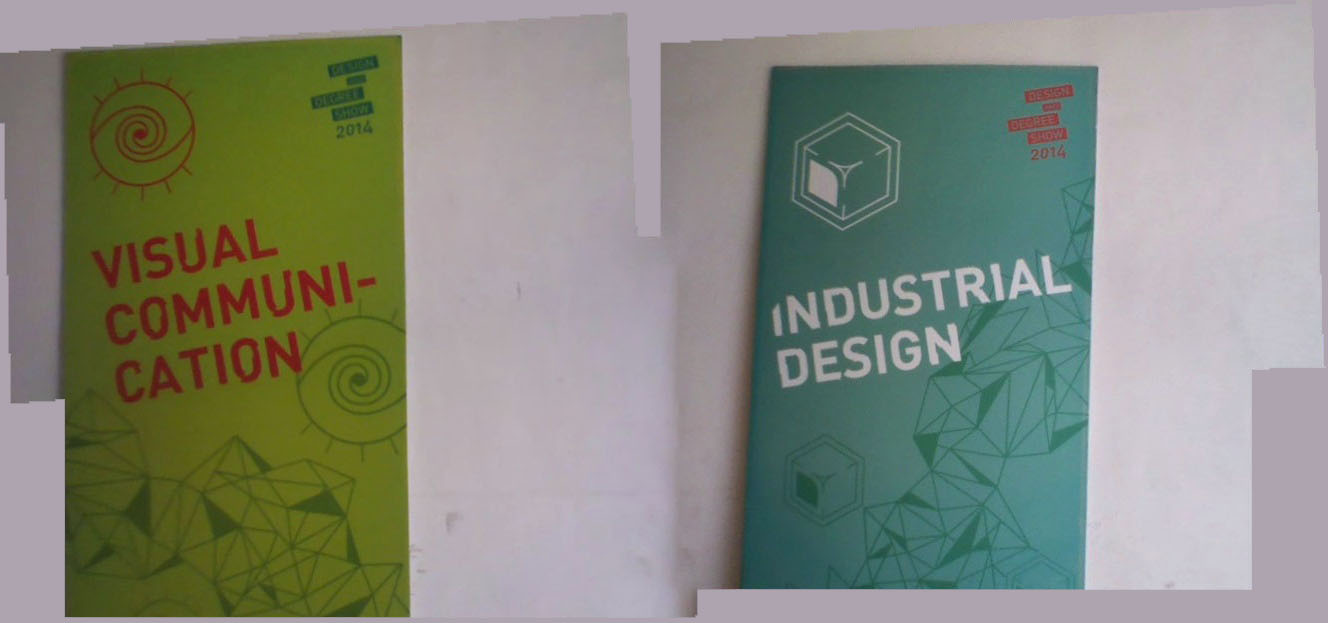 DESIGN
DEGREE
SHOW
2014
VISUAL
COMMUNI-
CATION
DESIGN
DEGREE
SHOW
2014
INDUSTRIAL
DESIGN